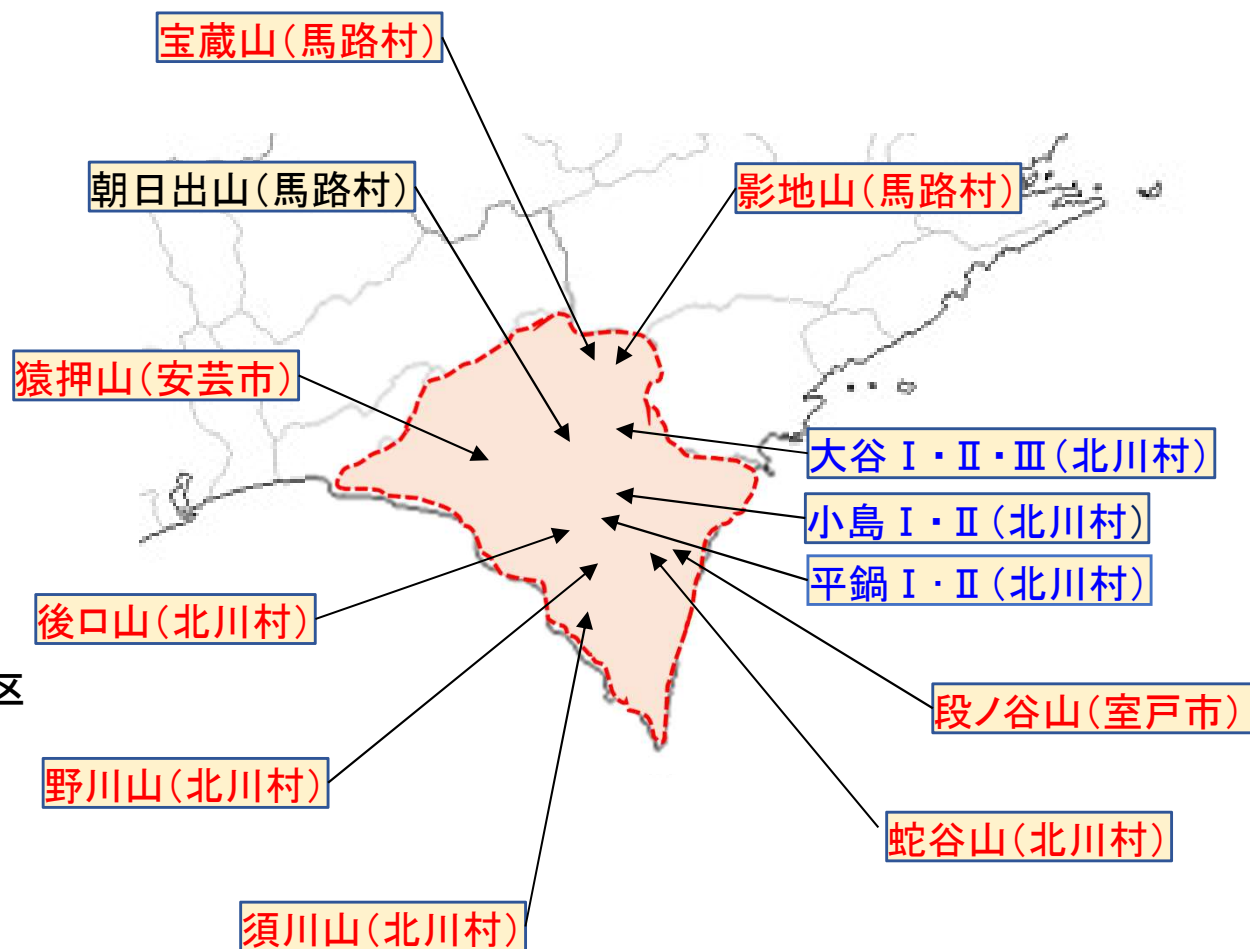 宝蔵山(馬路村)
朝日出山(馬路村)
影地山(馬路村)
猿押山(安芸市)
大谷Ⅰ・Ⅱ・Ⅲ(北川村)
小島Ⅰ・Ⅱ(北川村)
平鍋Ⅰ・Ⅱ(北川村)
後口山(北川村)
区
段ノ谷山(室戸市)
野川山(北川村)
蛇谷山(北川村)
須川山(北川村)